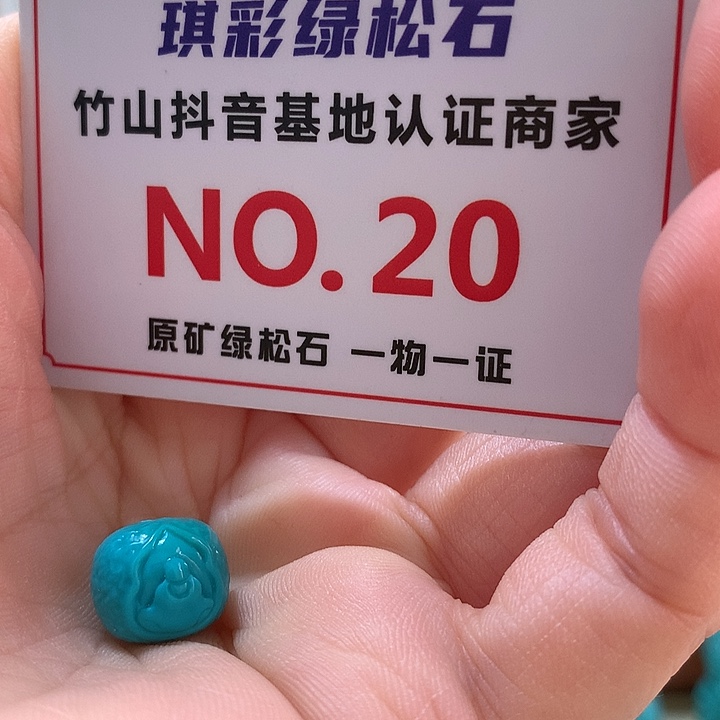 琪彩绿松石
竹山抖音基地认证商家
NO.20
原矿绿松石 一物一证